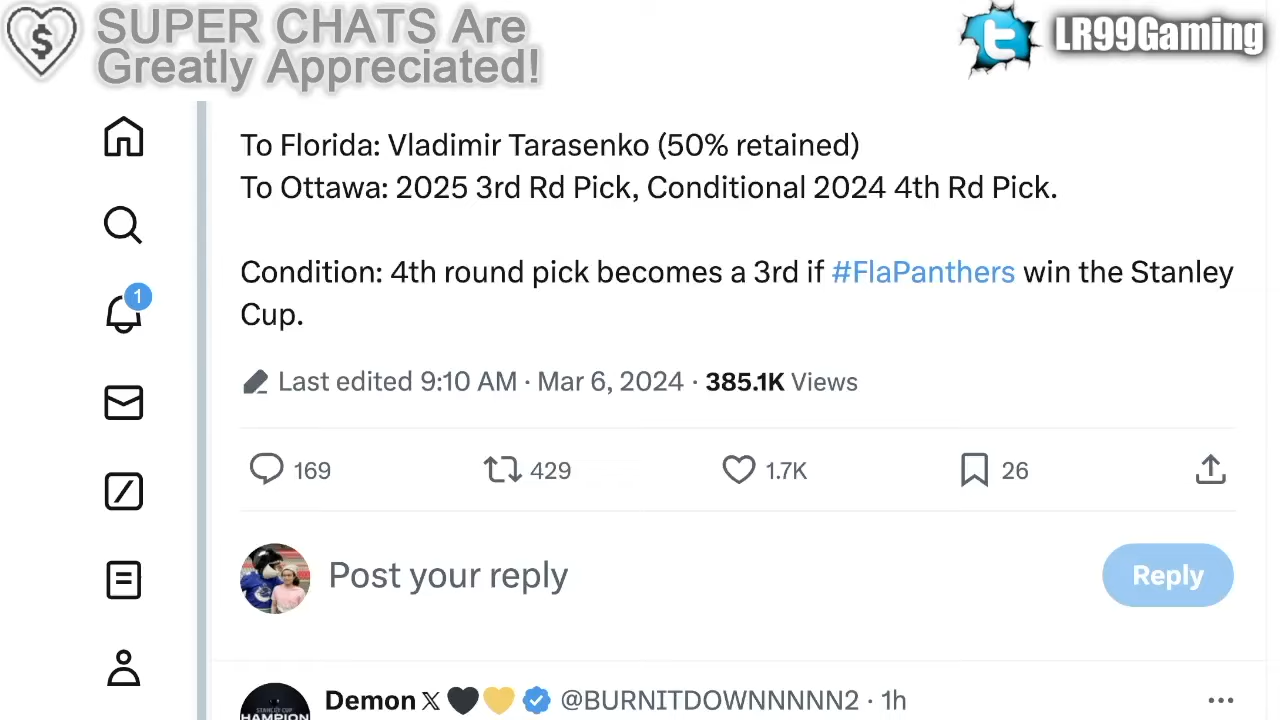 SUPER CHATS Are
Greatly Appreciated!
LR99Gaming
To Florida: Vladimir Tarasenko (50% retained)
To Ottawa: 2025 3rd Rd Pick, Conditional 2024 4th Rd Pick.
Condition: 4th round pick becomes a 3rd if #FlaPanthers win the Stanley
Cup.
1
Last edited 9:10 AM · Mar 6, 2024 · 385.1K Views
169 429 1.7K 26
Post your reply
Reply
Demon 𝕏 🖤💛 @BURNITDOWNNNNN2 · 1h
STANLEY CUP